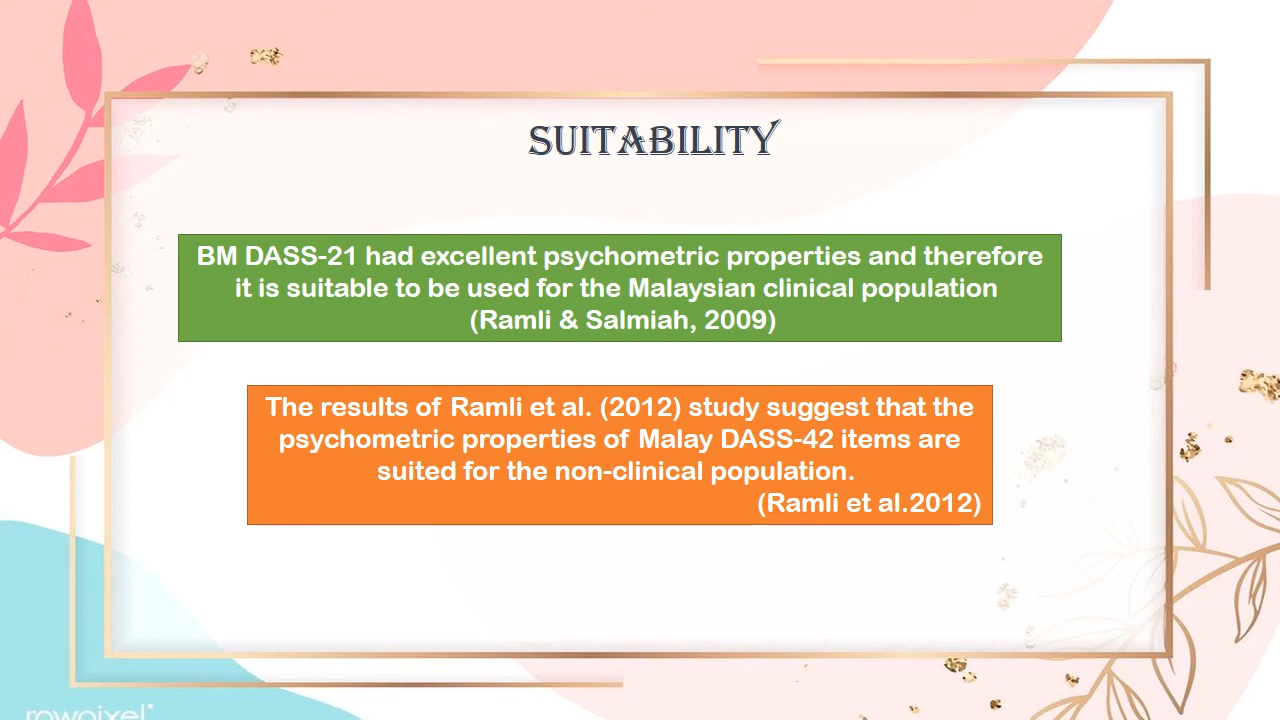 SUITABILITY
BM DASS-21 had excellent psychometric properties and therefore
it is suitable to be used for the Malaysian clinical population
(Ramli & Salmiah, 2009)
The results of Ramli et al. (2012) study suggest that the
psychometric properties of Malay DASS-42 items are
suited for the non-clinical population.
(Ramli et al.2012)
rawpixel